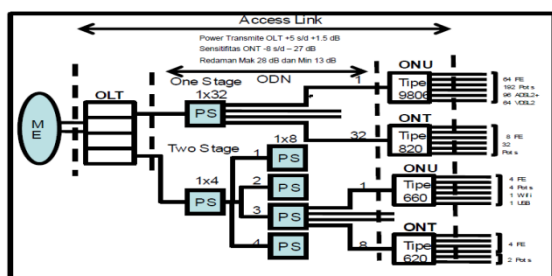 Access Link
Power Transmite OLT +5 s/d +1.5 dB
Sensitifitas ONT -8 s/d – 27 dB
Redaman Mak 28 dB dan Min 13 dB
ODN
One Stage
1x32
PS
1
32
ME
OLT
Two Stage
1x4
PS
1x8
1
PS
2
PS
3
PS
4
PS
1
8
ONU
Tipe
9806
64 FE
192 Pots
96 ADSL2+
64 VDSL2
ONT
Tipe
820
8 FE
32
Pots
ONU
Tipe
660
4 FE
4 Pots
1 Wifi
1 USB
ONT
Tipe
620
4 FE
2 Pots